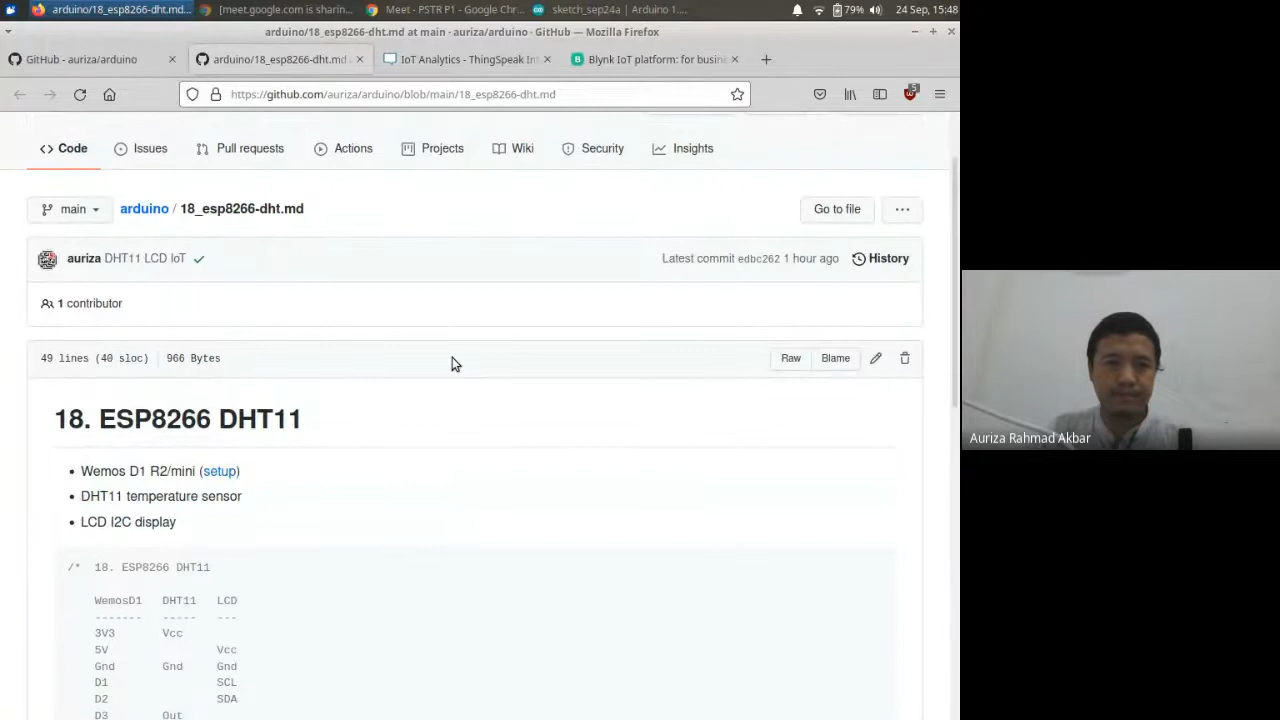 arduino/18_esp8266-dht.md...
[meet.google.com is sharin...
Meet - PSTR P1 - Google Chr...
sketch_sep24a | Arduino 1....
79%
24 Sep, 15:48
arduino/18_esp8266-dht.md at main · auriza/arduino · GitHub — Mozilla Firefox
GitHub - auriza/arduino
arduino/18_esp8266-dht.md
IoT Analytics - ThingSpeak Int
Blynk IoT platform: for busine
https://github.com/auriza/arduino/blob/main/18_esp8266-dht.md
5
Code
Issues
Pull requests
Actions
Projects
Wiki
Security
Insights
main
arduino / 18_esp8266-dht.md
Go to file
auriza DHT11 LCD IoT
Latest commit edbc262 1 hour ago
History
1 contributor
49 lines (40 sloc) 966 Bytes
Raw
Blame
18. ESP8266 DHT11
• Wemos D1 R2/mini (setup)
• DHT11 temperature sensor
• LCD I2C display
/* 18. ESP8266 DHT11
WemosD1 DHT11 LCD
------- ----- ---
3V3 Vcc
5V Vcc
Gnd Gnd Gnd
D1 SCL
D2 SDA
D3 Out
Auriza Rahmad Akbar